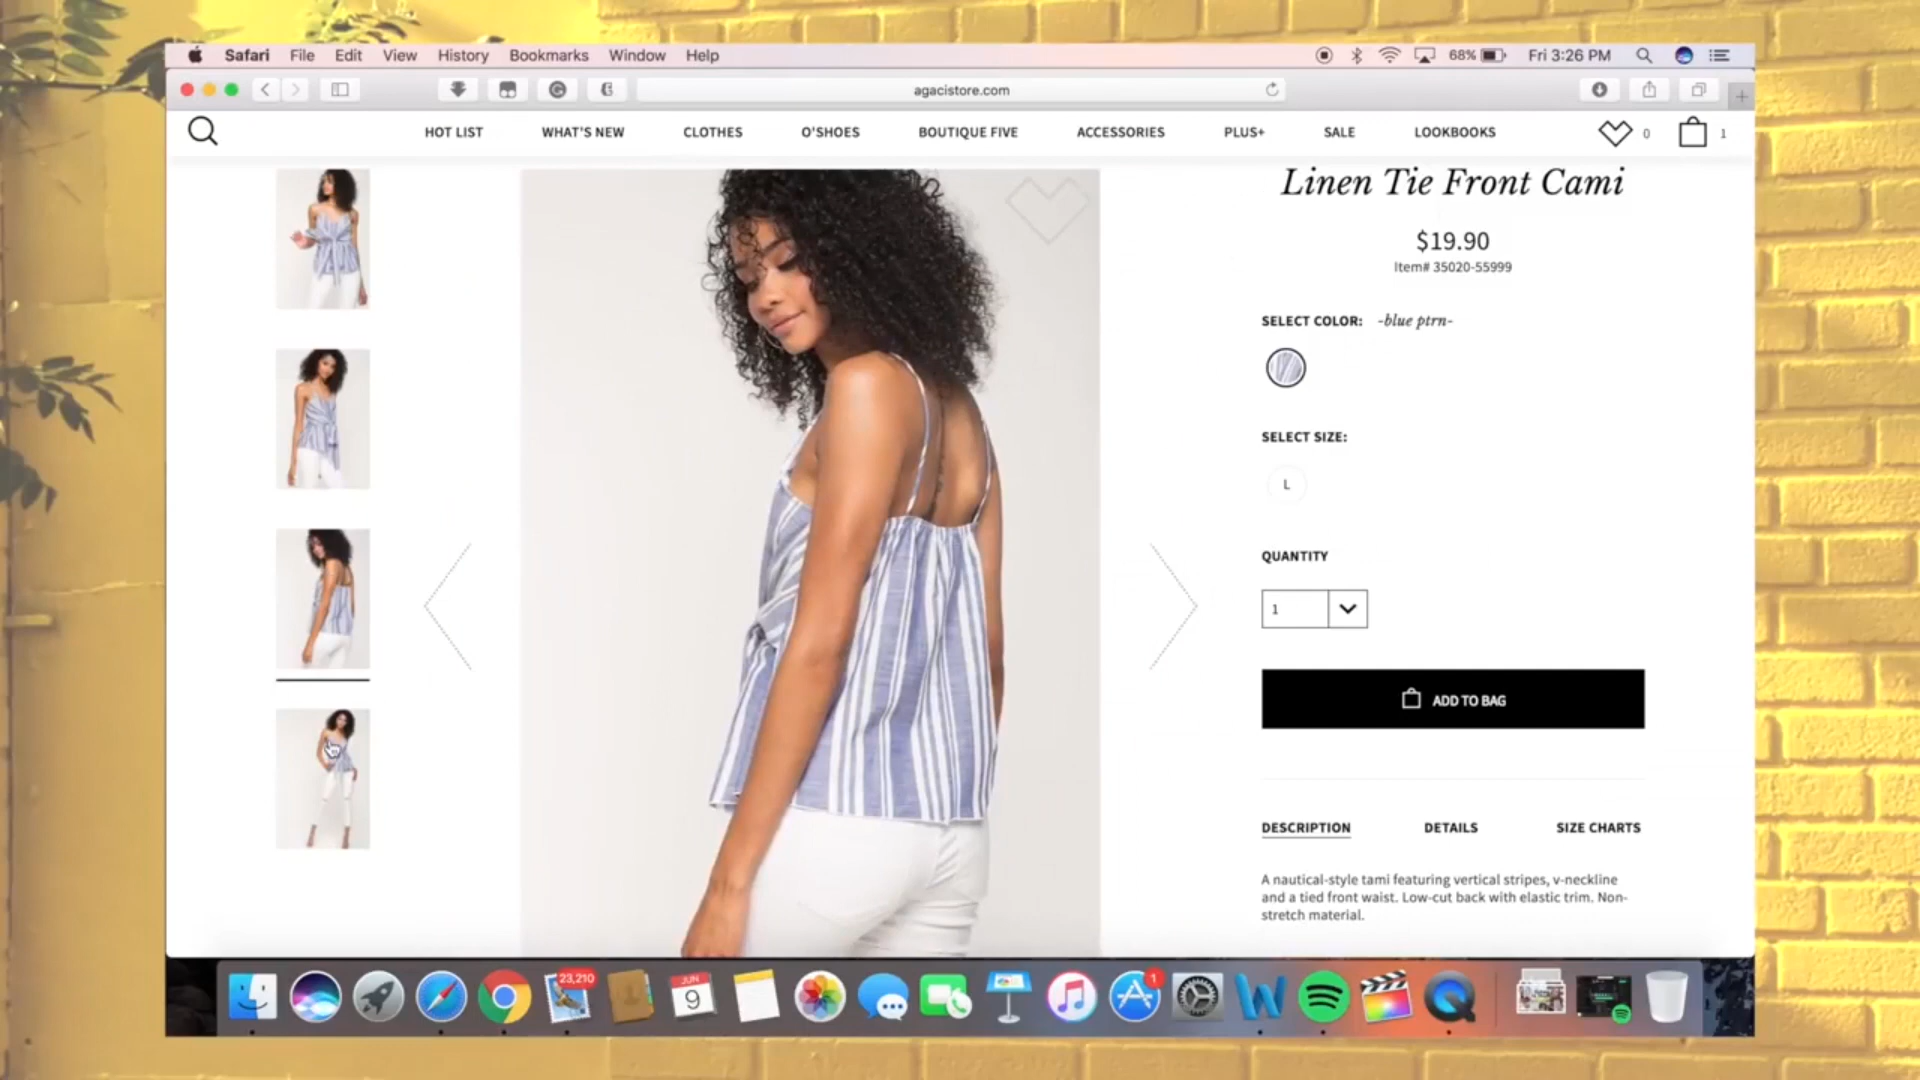 Safari File Edit View History Bookmarks Window Help
68% Fri 3:26 PM
agacistore.com
HOT LIST WHAT'S NEW CLOTHES O'SHOES BOUTIQUE FIVE ACCESSORIES PLUS+ SALE LOOKBOOKS 0 1
Linen Tie Front Cami
$19.90
Item# 35020-55999
SELECT COLOR: -blue ptrn-
SELECT SIZE:
L
QUANTITY
1
ADD TO BAG
DESCRIPTION DETAILS SIZE CHARTS
A nautical-style tami featuring vertical stripes, v-neckline
and a tied front waist. Low-cut back with elastic trim. Non-
stretch material.
23,210
JUN
9
1